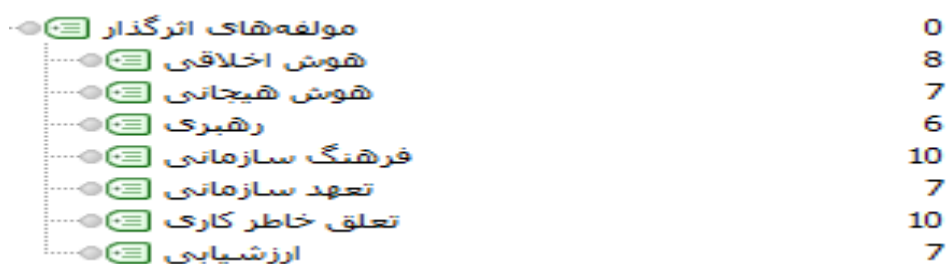 مولفه‌های اثرگذار 0
هوش اخلاقی 8
هوش هیجانی 7
رهبری 6
فرهنگ سازمانی 10
تعهد سازمانی 7
تعلق خاطر کاری 10
ارزشیابی 7